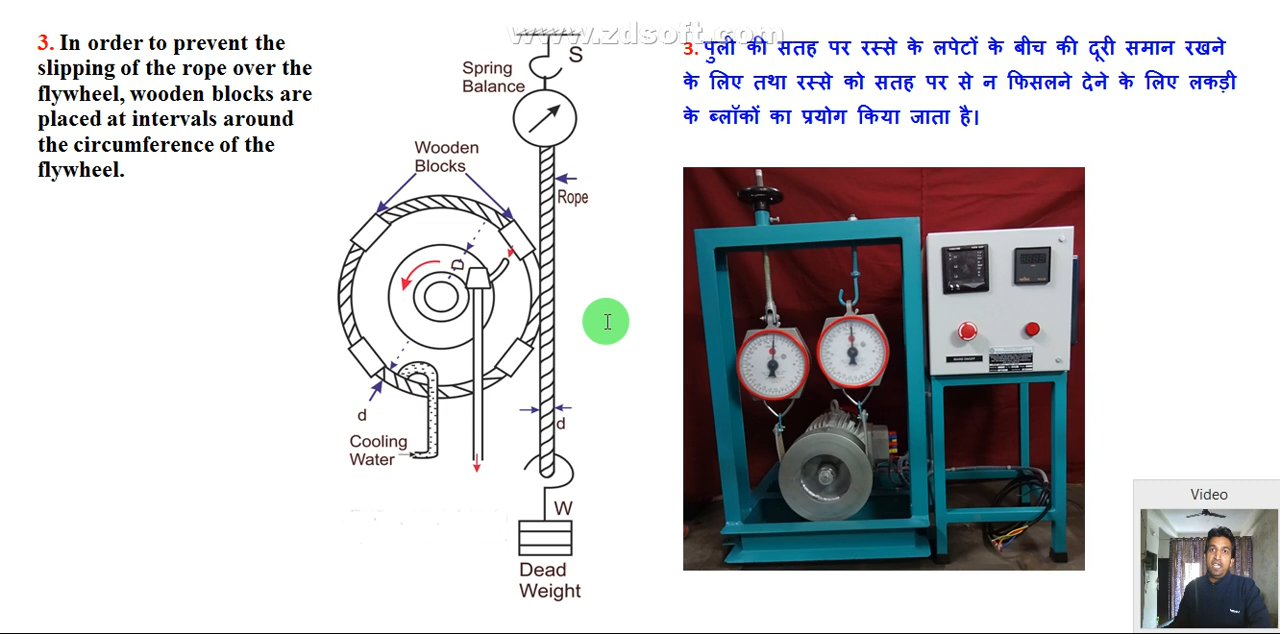 www.zdsoft.com
3. In order to prevent the
slipping of the rope over the
flywheel, wooden blocks are
placed at intervals around
the circumference of the
flywheel.
S
Spring
Balance
Wooden
Blocks
Rope
D
d
d
Cooling
Water
W
Dead
Weight
3. पुली की सतह पर रस्से के लपेटों के बीच की दूरी समान रखने
के लिए तथा रस्से को सतह पर से न फिसलने देने के लिए लकड़ी
के ब्लॉकों का प्रयोग किया जाता है।
Video